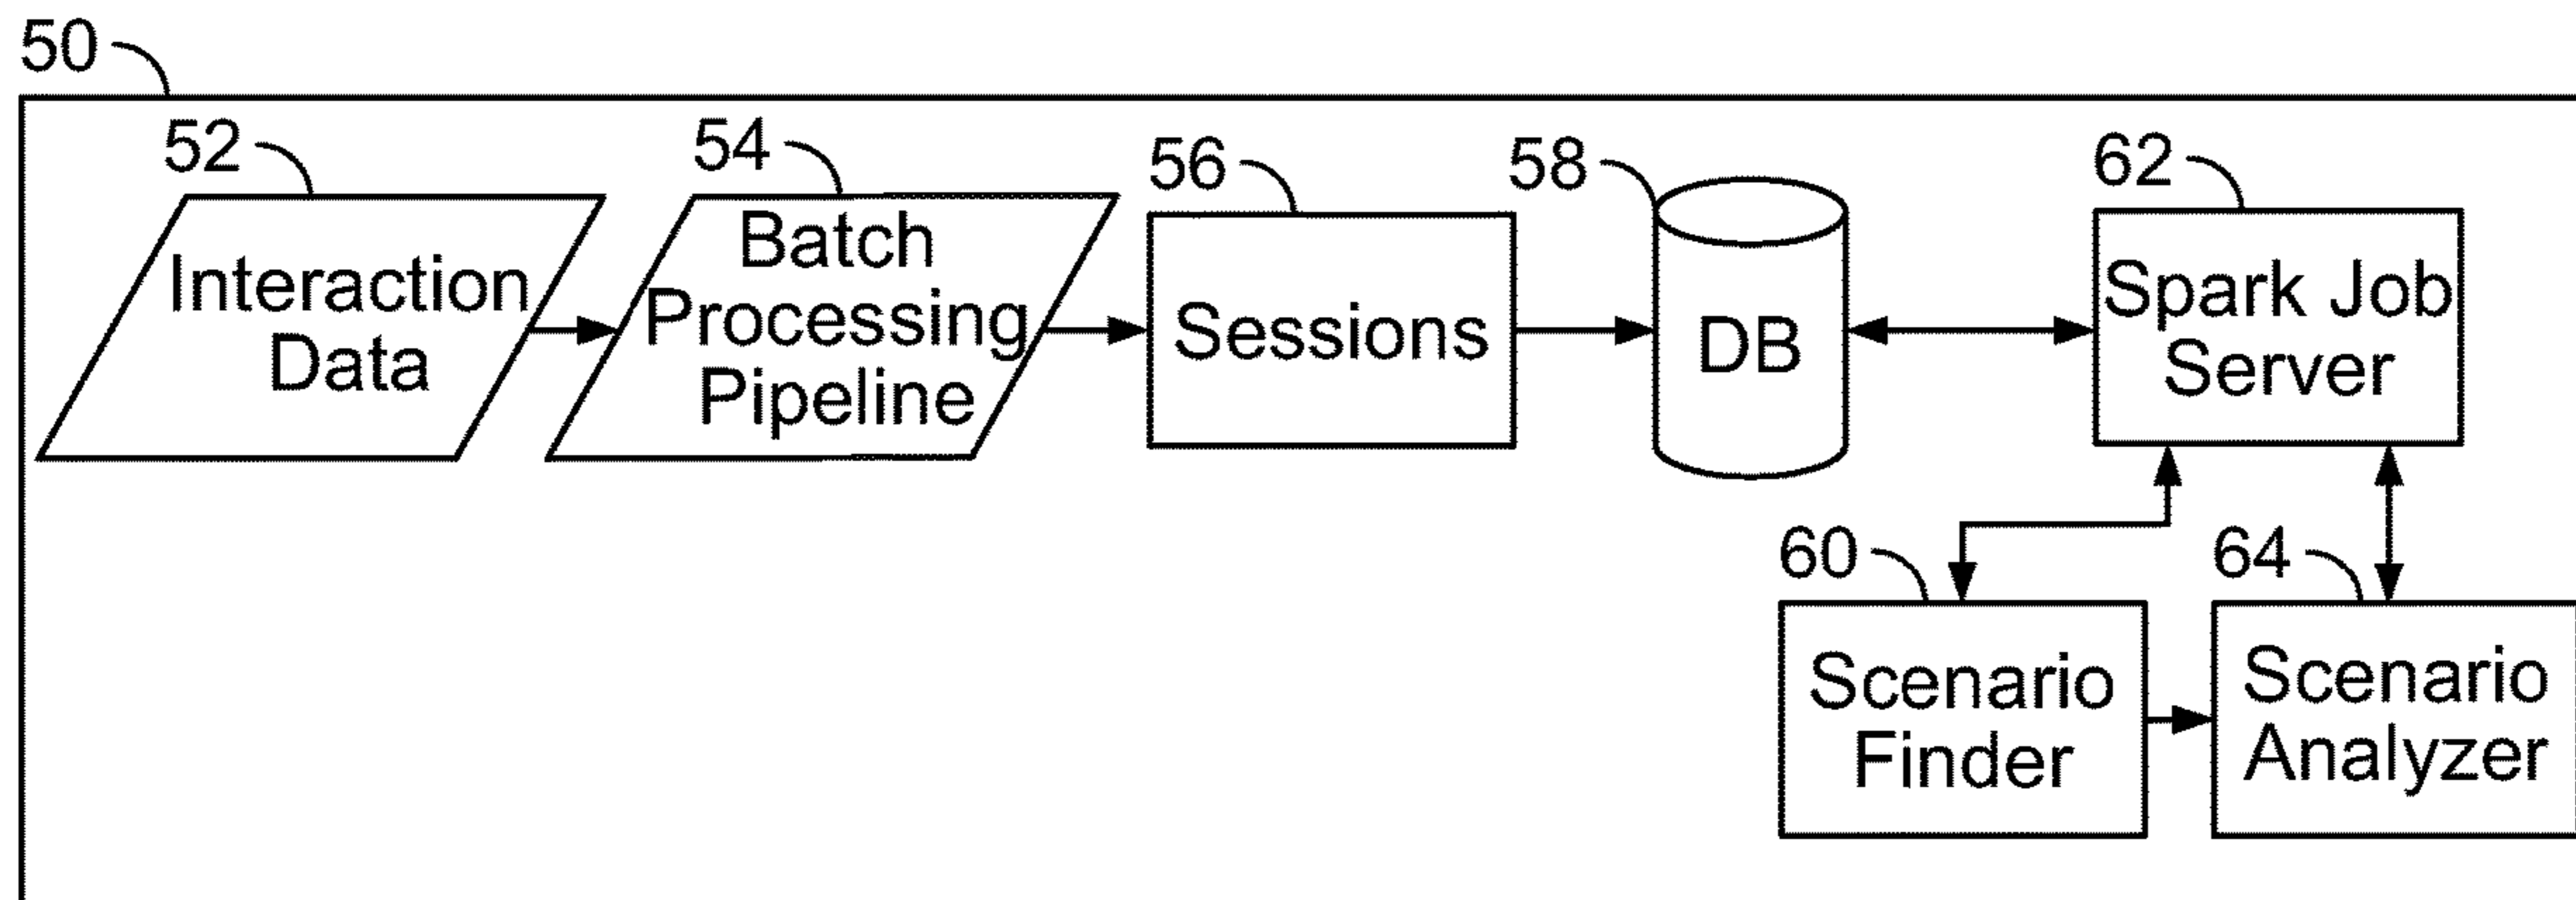 50
52
54
56
58
62
Interaction
Data
Batch
Processing
Pipeline
Sessions
DB
Spark Job
Server
60
64
Scenario
Finder
Scenario
Analyzer